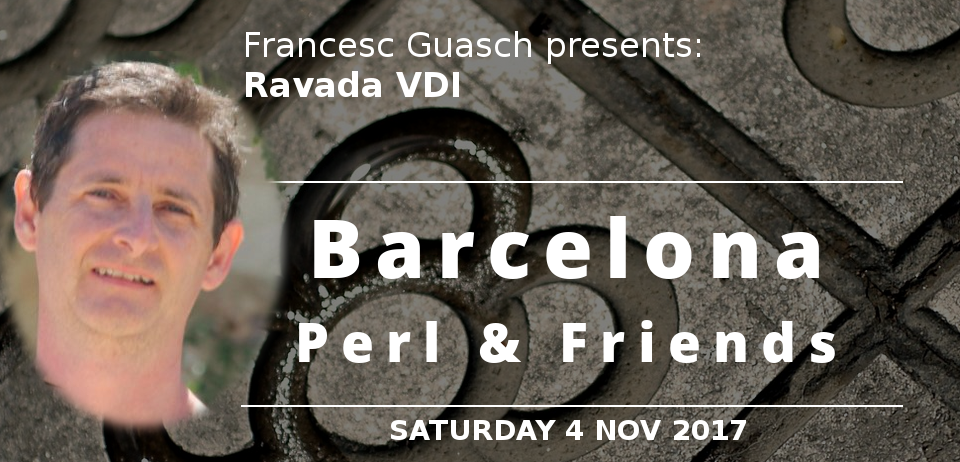 Francesc Guasch presents:
Ravada VDI
Barcelona
Perl & Friends
SATURDAY 4 NOV 2017